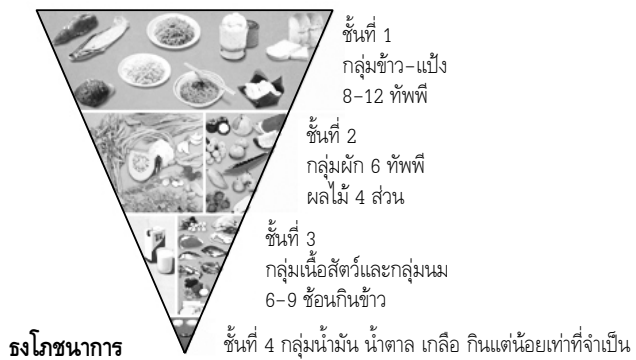 ชั้นที่ 1
กลุ่มข้าว-แป้ง
8-12 ทัพพี
ชั้นที่ 2
กลุ่มผัก 6 ทัพพี
ผลไม้ 4 ส่วน
ชั้นที่ 3
กลุ่มเนื้อสัตว์และกลุ่มนม
6-9 ช้อนกินข้าว
ธงโภชนาการ
ชั้นที่ 4 กลุ่มน้ำมัน น้ำตาล เกลือ กินแต่น้อยเท่าที่จำเป็น